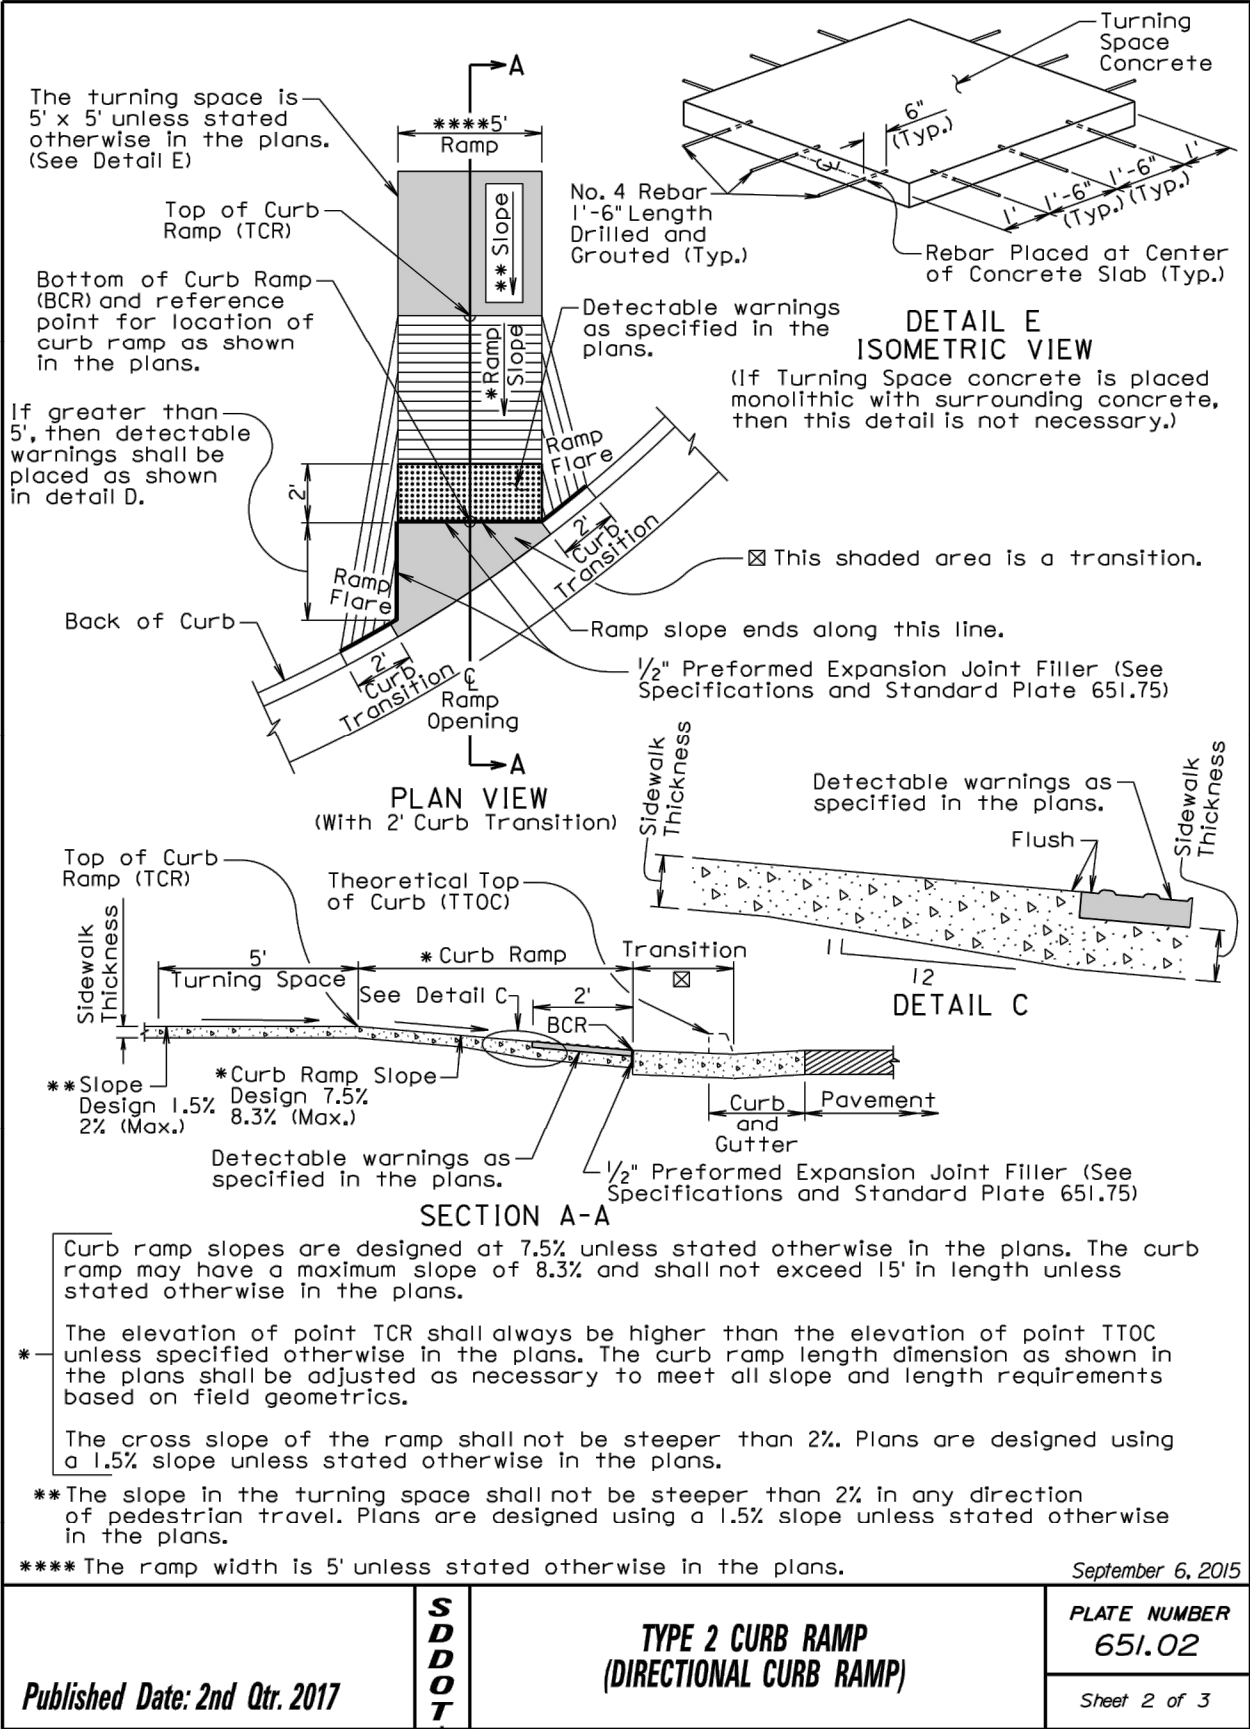 A
The turning space is
5' x 5' unless stated
otherwise in the plans.
(See Detail E)
****5'
Ramp
Top of Curb
Ramp (TCR)
** Slope
Bottom of Curb Ramp
(BCR) and reference
point for location of
curb ramp as shown
in the plans.
*Ramp
Slope
Detectable warnings
as specified in the
plans.
If greater than
5', then detectable
warnings shall be
placed as shown
in detail D.
2'
Ramp
Flare
2'
Curb
Transition
☒ This shaded area is a transition.
Ramp
Flare
Back of Curb
Ramp slope ends along this line.
1/2" Preformed Expansion Joint Filler (See
Specifications and Standard Plate 651.75)
2'
Curb
Transition
℄
Ramp
Opening
A
PLAN VIEW
(With 2' Curb Transition)
Turning
Space
Concrete
6"
(Typ.)
3"
No. 4 Rebar
1'-6" Length
Drilled and
Grouted (Typ.)
1'
1'-6"
(Typ.)
1'-6"
(Typ.)
1'
Rebar Placed at Center
of Concrete Slab (Typ.)
DETAIL E
ISOMETRIC VIEW
(If Turning Space concrete is placed
monolithic with surrounding concrete,
then this detail is not necessary.)
Sidewalk
Thickness
Detectable warnings as
specified in the plans.
Flush
Sidewalk
Thickness
1
12
DETAIL C
Top of Curb
Ramp (TCR)
Theoretical Top
of Curb (TTOC)
Sidewalk
Thickness
5'
Turning Space
* Curb Ramp
Transition
☒
See Detail C
2'
BCR
**Slope
Design 1.5%
2% (Max.)
*Curb Ramp Slope
Design 7.5%
8.3% (Max.)
Curb
and
Gutter
Pavement
Detectable warnings as
specified in the plans.
1/2" Preformed Expansion Joint Filler (See
Specifications and Standard Plate 651.75)
SECTION A-A
*
Curb ramp slopes are designed at 7.5% unless stated otherwise in the plans. The curb
ramp may have a maximum slope of 8.3% and shall not exceed 15' in length unless
stated otherwise in the plans.
The elevation of point TCR shall always be higher than the elevation of point TTOC
unless specified otherwise in the plans. The curb ramp length dimension as shown in
the plans shall be adjusted as necessary to meet all slope and length requirements
based on field geometrics.
The cross slope of the ramp shall not be steeper than 2%. Plans are designed using
a 1.5% slope unless stated otherwise in the plans.
**The slope in the turning space shall not be steeper than 2% in any direction
of pedestrian travel. Plans are designed using a 1.5% slope unless stated otherwise
in the plans.
**** The ramp width is 5' unless stated otherwise in the plans.
September 6, 2015
Published Date: 2nd Qtr. 2017
S
D
D
O
T
TYPE 2 CURB RAMP
(DIRECTIONAL CURB RAMP)
PLATE NUMBER
651.02
Sheet 2 of 3